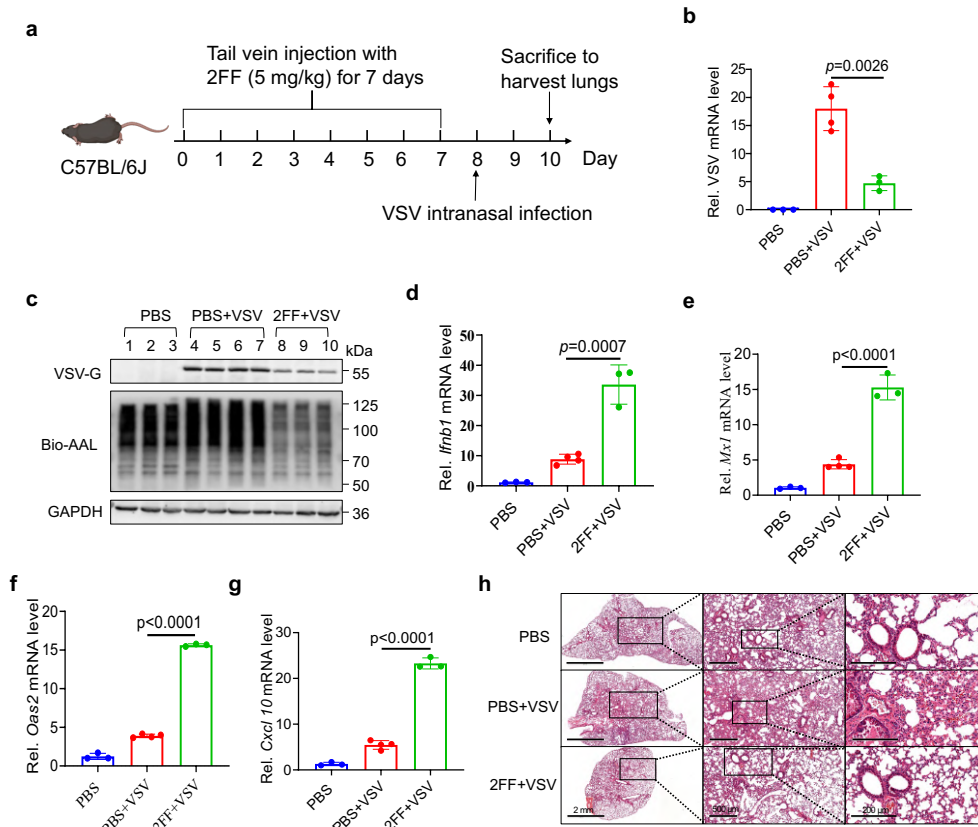 a
Tail vein injection with
2FF (5 mg/kg) for 7 days
Sacrifice to
harvest lungs
C57BL/6J
0 1 2 3 4 5 6 7 8 9 10 Day
VSV intranasal infection
b
Rel. VSV mRNA level
p=0.0026
25
20
15
10
5
0
PBS
PBS+VSV
2FF+VSV
c
PBS PBS+VSV 2FF+VSV
1 2 3 4 5 6 7 8 9 10 kDa
VSV-G
55
Bio-AAL
125
100
70
50
GAPDH
36
d
Rel. Ifnb1 mRNA level
p=0.0007
50
40
30
20
10
0
PBS
PBS+VSV
2FF+VSV
e
Rel. Mx1 mRNA level
p<0.0001
20
15
10
5
0
PBS
PBS+VSV
2FF+VSV
f
Rel. Oas2 mRNA level
p<0.0001
20
15
10
5
0
PBS
PBS+VSV
2FF+VSV
g
Rel. Cxcl 10 mRNA level
p<0.0001
30
20
10
0
PBS
PBS+VSV
2FF+VSV
h
PBS
PBS+VSV
2FF+VSV
2 mm
500 μm
200 μm